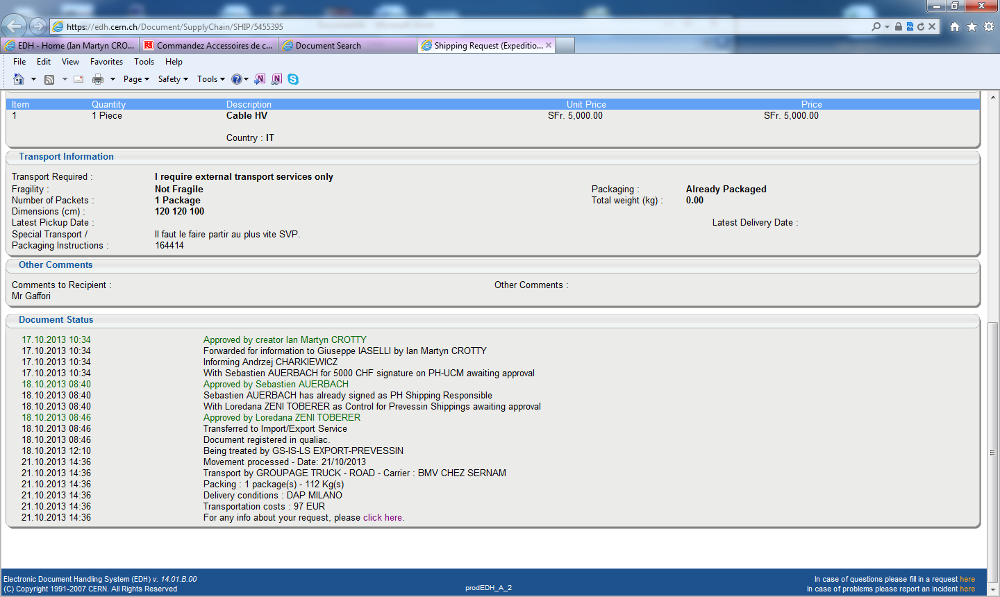 https://edh.cern.ch/Document/SupplyChain/SHIP/5455395
EDH - Home (Ian Martyn CRO... RS Commandez Accessoires de c... Document Search Shipping Request (Expeditio...
File Edit View Favorites Tools Help
Page Safety Tools
Item Quantity Description Unit Price Price
1 1 Piece Cable HV SFr. 5,000.00 SFr. 5,000.00
Country : IT
Transport Information
Transport Required : I require external transport services only
Fragility : Not Fragile Packaging : Already Packaged
Number of Packets : 1 Package Total weight (kg) : 0.00
Dimensions (cm) : 120 120 100
Latest Pickup Date : Latest Delivery Date :
Special Transport / Il faut le faire partir au plus vite SVP.
Packaging Instructions : 164414
Other Comments
Comments to Recipient : Other Comments :
Mr Gaffori
Document Status
17.10.2013 10:34 Approved by creator Ian Martyn CROTTY
17.10.2013 10:34 Forwarded for information to Giuseppe IASELLI by Ian Martyn CROTTY
17.10.2013 10:34 Informing Andrzej CHARKIEWICZ
17.10.2013 10:34 With Sebastien AUERBACH for 5000 CHF signature on PH-UCM awaiting approval
18.10.2013 08:40 Approved by Sebastien AUERBACH
18.10.2013 08:40 Sebastien AUERBACH has already signed as PH Shipping Responsible
18.10.2013 08:40 With Loredana ZENI TOBERER as Control for Prevessin Shippings awaiting approval
18.10.2013 08:46 Approved by Loredana ZENI TOBERER
18.10.2013 08:46 Transferred to Import/Export Service
18.10.2013 08:46 Document registered in qualiac.
18.10.2013 12:10 Being treated by GS-IS-LS EXPORT-PREVESSIN
21.10.2013 14:36 Movement processed - Date: 21/10/2013
21.10.2013 14:36 Transport by GROUPAGE TRUCK - ROAD - Carrier : BMV CHEZ SERNAM
21.10.2013 14:36 Packing : 1 package(s) - 112 Kg(s)
21.10.2013 14:36 Delivery conditions : DAP MILANO
21.10.2013 14:36 Transportation costs : 97 EUR
21.10.2013 14:36 For any info about your request, please click here.
Electronic Document Handling System (EDH) v. 14.01.B.00 In case of questions please fill in a request here
(C) Copyright 1991-2007 CERN. All Rights Reserved prodEDH_A_2 In case of problems please report an incident here